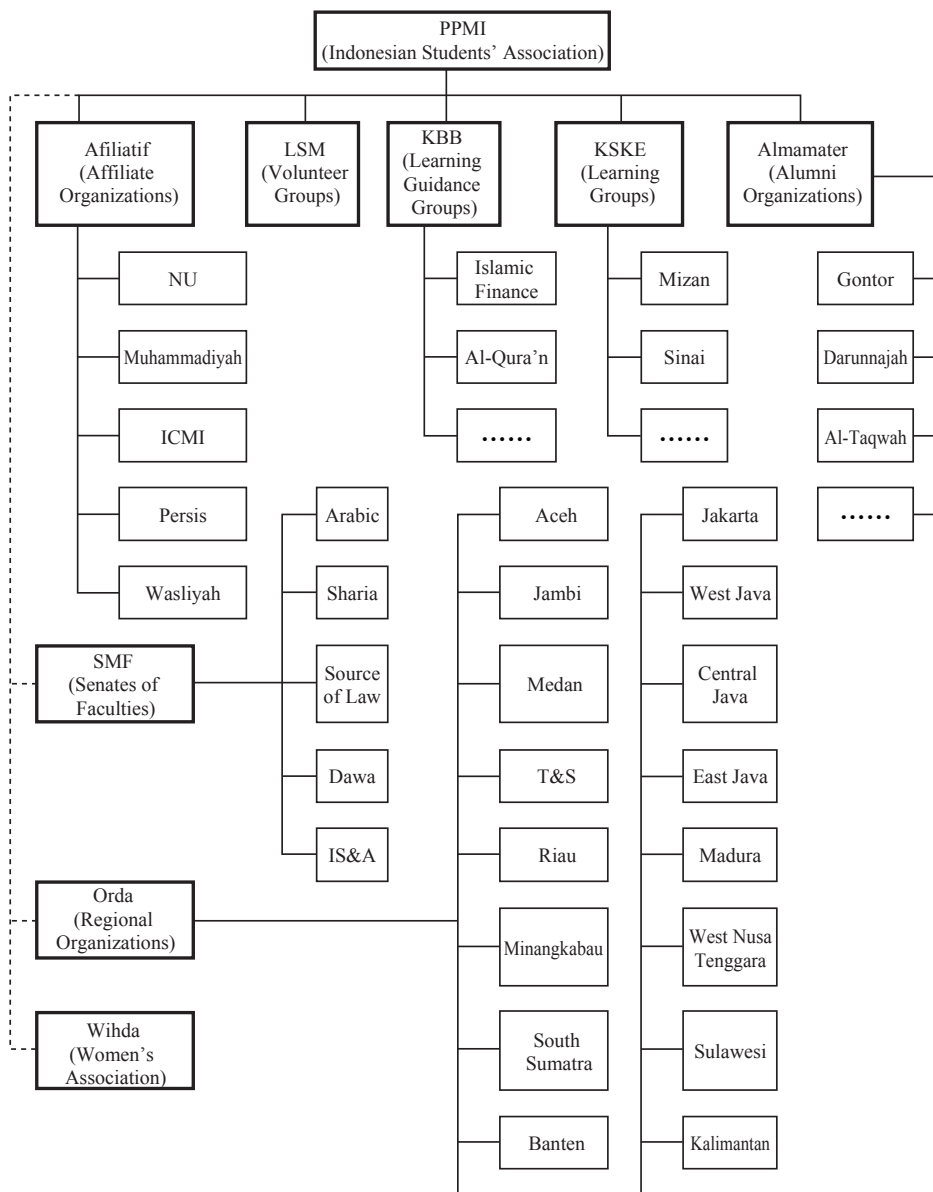 PPMI
(Indonesian Students’ Association)
Afiliatif
(Affiliate
Organizations)
LSM
(Volunteer
Groups)
KBB
(Learning
Guidance
Groups)
KSKE
(Learning
Groups)
Almamater
(Alumni
Organizations)
NU
Muhammadiyah
ICMI
Persis
Wasliyah
Islamic
Finance
Al-Qura’n
......
Mizan
Sinai
......
Gontor
Darunnajah
Al-Taqwah
......
SMF
(Senates of
Faculties)
Arabic
Sharia
Source
of Law
Dawa
IS&A
Orda
(Regional
Organizations)
Aceh
Jambi
Medan
T&S
Riau
Minangkabau
South
Sumatra
Banten
Jakarta
West Java
Central
Java
East Java
Madura
West Nusa
Tenggara
Sulawesi
Kalimantan
Wihda
(Women’s
Association)